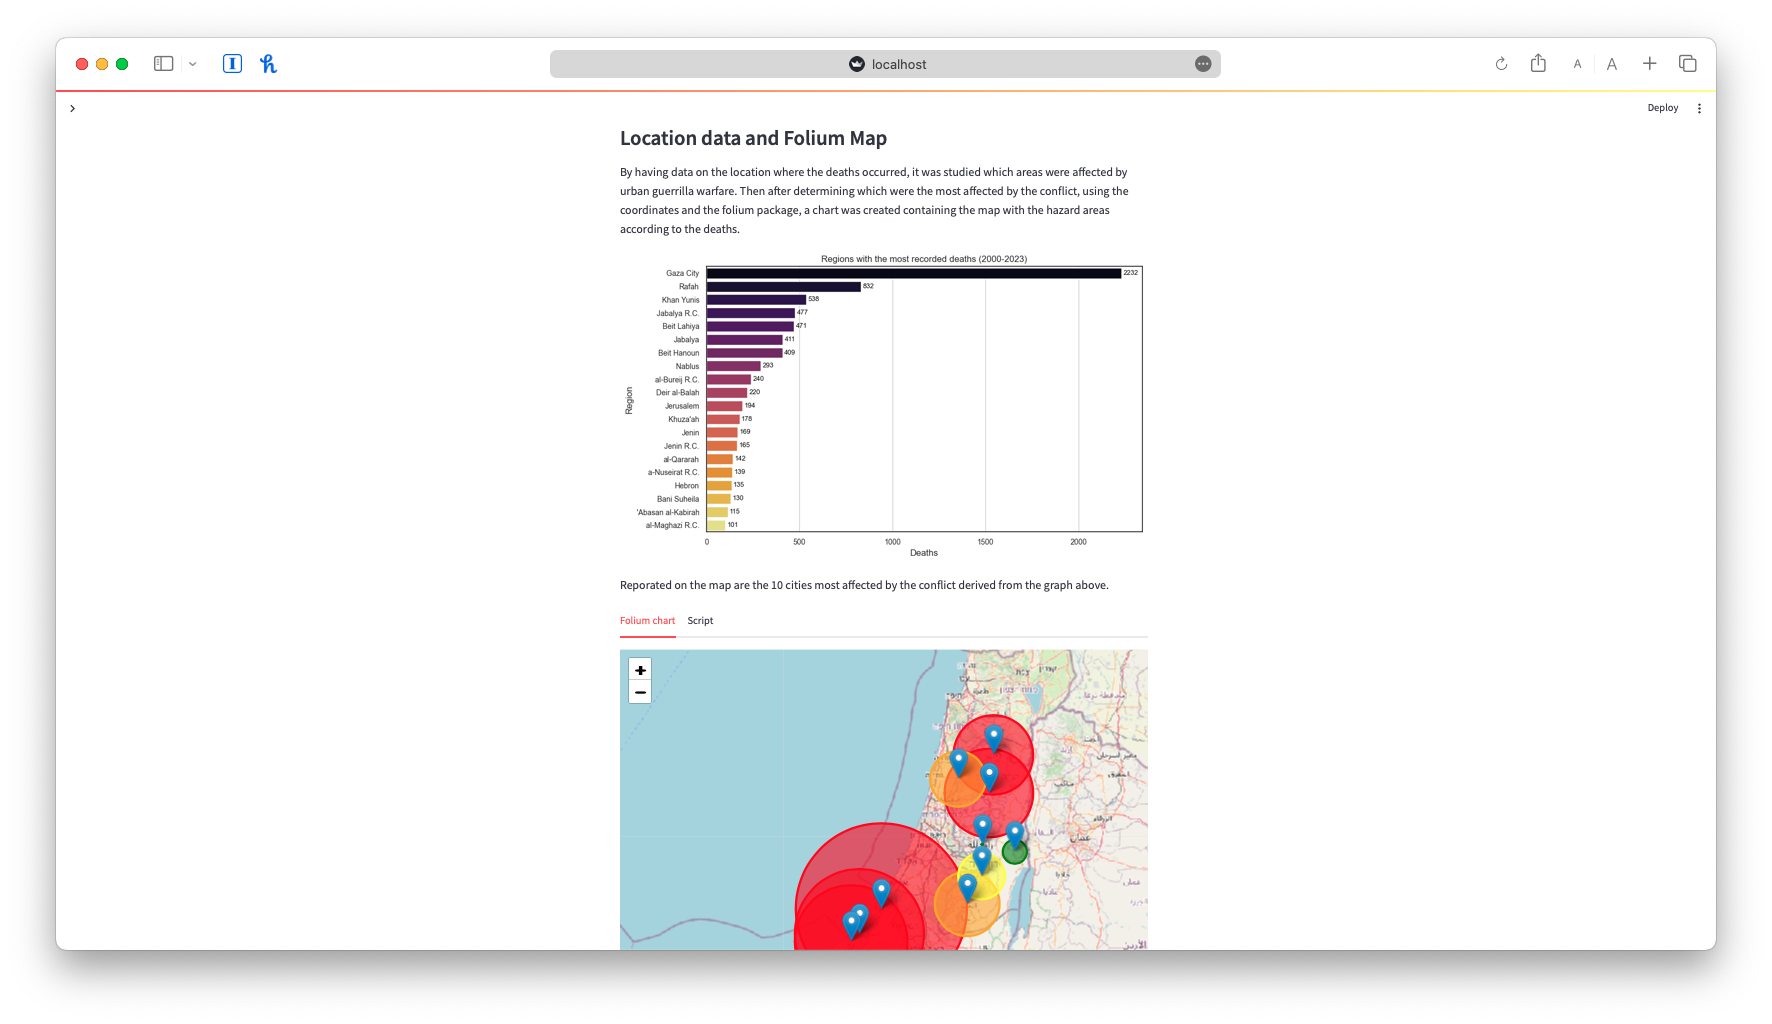 localhost
A A
Deploy
Location data and Folium Map
By having data on the location where the deaths occurred, it was studied which areas were affected by
urban guerrilla warfare. Then after determining which were the most affected by the conflict, using the
coordinates and the folium package, a chart was created containing the map with the hazard areas
according to the deaths.
Regions with the most recorded deaths (2000-2023)
Region
Gaza City 2232
Rafah 832
Khan Yunis 538
Jabalya R.C. 477
Beit Lahiya 471
Jabalya 411
Beit Hanoun 409
Nablus 293
al-Bureij R.C. 240
Deir al-Balah 220
Jerusalem 194
Khuza'ah 178
Jenin 169
Jenin R.C. 165
al-Qararah 142
a-Nuseirat R.C. 139
Hebron 135
Bani Suheila 130
'Abasan al-Kabirah 115
al-Maghazi R.C. 101
0 500 1000 1500 2000
Deaths
Reporated on the map are the 10 cities most affected by the conflict derived from the graph above.
Folium chart Script
+
−
عمان